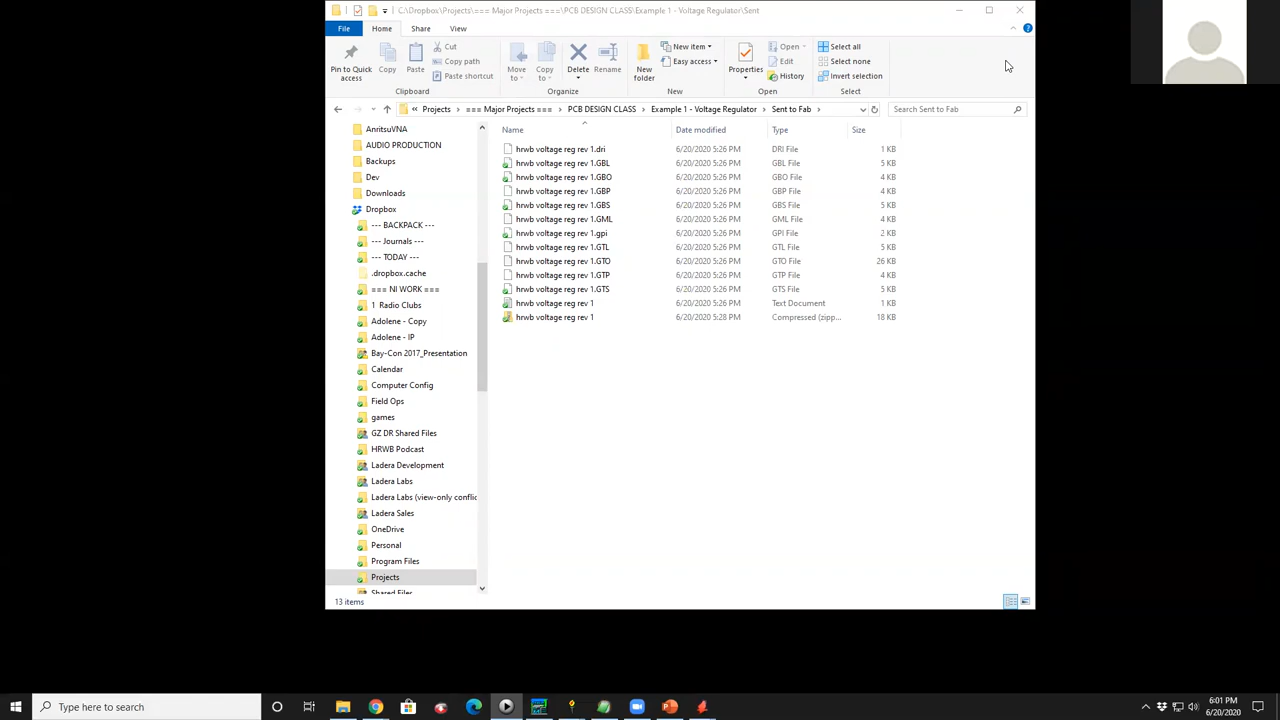 C:\Dropbox\Projects\=== Major Projects ===\PCB DESIGN CLASS\Example 1 - Voltage Regulator\Sent
File Home Share View
Pin to Quick access
Copy
Paste
Cut
Copy path
Paste shortcut
Move to
Copy to
Delete
Rename
New folder
New item
Easy access
Properties
Open
Edit
History
Select all
Select none
Invert selection
Clipboard Organize New Open Select
« Projects > === Major Projects === > PCB DESIGN CLASS > Example 1 - Voltage Regulator > Sent to Fab >
Search Sent to Fab
AnritsuVNA
AUDIO PRODUCTION
Backups
Dev
Downloads
Dropbox
--- BACKPACK ---
--- Journals ---
--- TODAY ---
.dropbox.cache
=== NI WORK ===
1 Radio Clubs
Adolene - Copy
Adolene - IP
Bay-Con 2017_Presentation
Calendar
Computer Config
Field Ops
games
GZ DR Shared Files
HRWB Podcast
Ladera Development
Ladera Labs
Ladera Labs (view-only conflic
Ladera Sales
OneDrive
Personal
Program Files
Projects
Shared Files
Name Date modified Type Size
hrwb voltage reg rev 1.dri 6/20/2020 5:26 PM DRI File 1 KB
hrwb voltage reg rev 1.GBL 6/20/2020 5:26 PM GBL File 5 KB
hrwb voltage reg rev 1.GBO 6/20/2020 5:26 PM GBO File 4 KB
hrwb voltage reg rev 1.GBP 6/20/2020 5:26 PM GBP File 4 KB
hrwb voltage reg rev 1.GBS 6/20/2020 5:26 PM GBS File 5 KB
hrwb voltage reg rev 1.GML 6/20/2020 5:26 PM GML File 4 KB
hrwb voltage reg rev 1.gpi 6/20/2020 5:26 PM GPI File 2 KB
hrwb voltage reg rev 1.GTL 6/20/2020 5:26 PM GTL File 5 KB
hrwb voltage reg rev 1.GTO 6/20/2020 5:26 PM GTO File 26 KB
hrwb voltage reg rev 1.GTP 6/20/2020 5:26 PM GTP File 4 KB
hrwb voltage reg rev 1.GTS 6/20/2020 5:26 PM GTS File 5 KB
hrwb voltage reg rev 1 6/20/2020 5:26 PM Text Document 1 KB
hrwb voltage reg rev 1 6/20/2020 5:28 PM Compressed (zipp... 18 KB
13 items
Type here to search
6:01 PM
6/20/2020